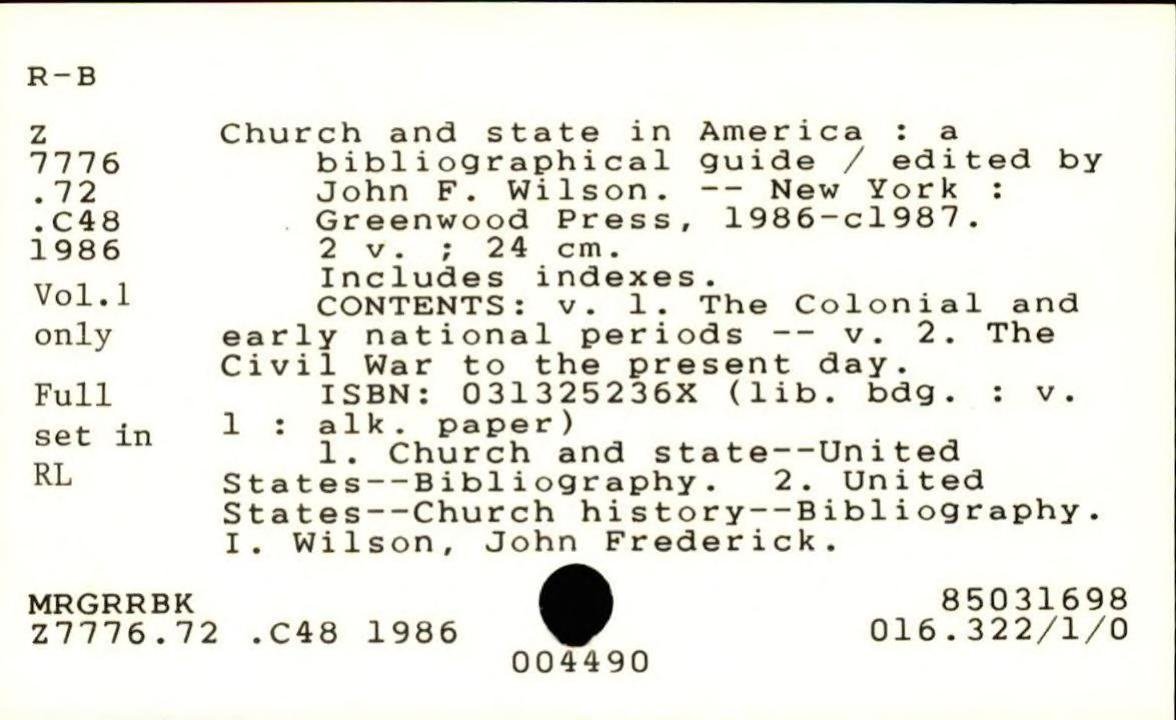 R-B
Z
7776
.72
.C48
1986
Vol.1
only
Full
set in
RL
Church and state in America : a
bibliographical guide / edited by
John F. Wilson. -- New York :
Greenwood Press, 1986-c1987.
2 v. ; 24 cm.
Includes indexes.
CONTENTS: v. 1. The Colonial and
early national periods -- v. 2. The
Civil War to the present day.
ISBN: 031325236X (lib. bdg. : v.
1 : alk. paper)
1. Church and state--United
States--Bibliography. 2. United
States--Church history--Bibliography.
I. Wilson, John Frederick.
MRGRRBK
Z7776.72 .C48 1986
004490
85031698
016.322/1/0